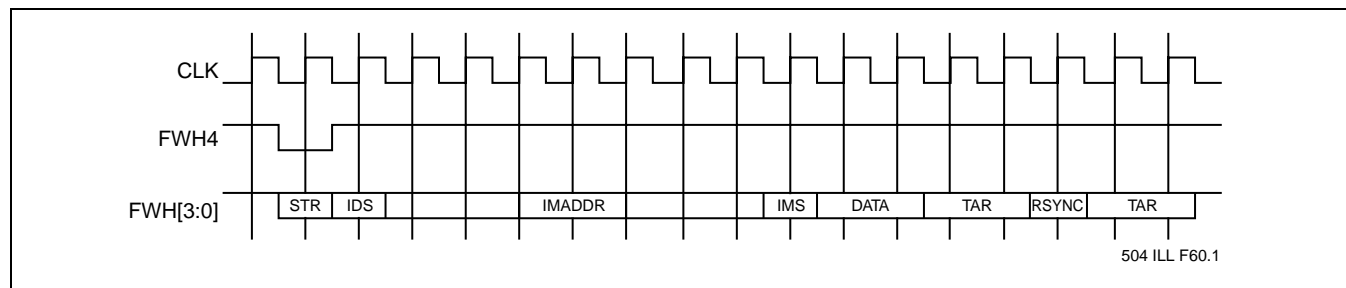 CLK
FWH4
FWH[3:0]
STR IDS IMADDR IMS DATA TAR RSYNC TAR
504 ILL F60.1